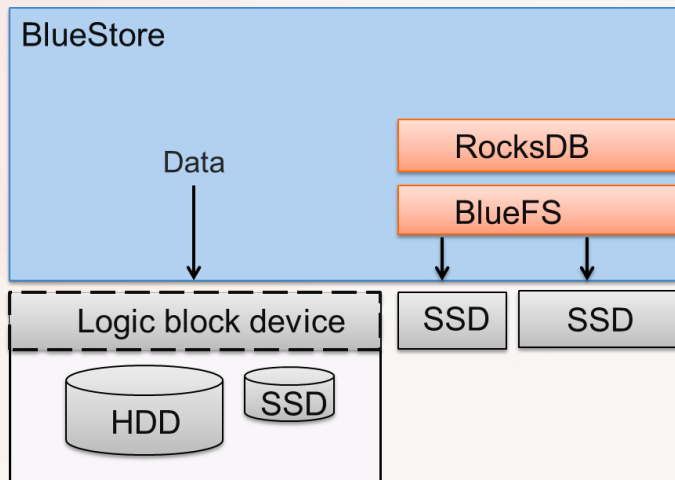 BlueStore
Data
RocksDB
BlueFS
Logic block device
SSD
SSD
HDD
SSD